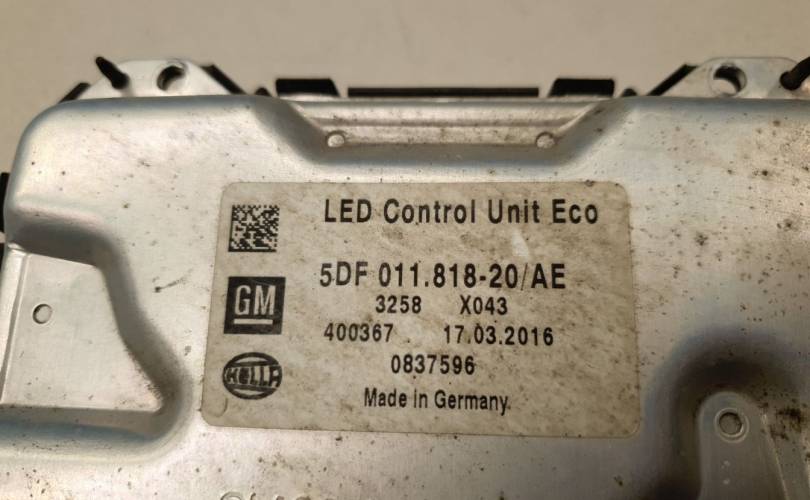 LED Control Unit Eco
5DF 011.818-20/AE
GM
3258 X043
400367 17.03.2016
0837596
HELLA
Made in Germany